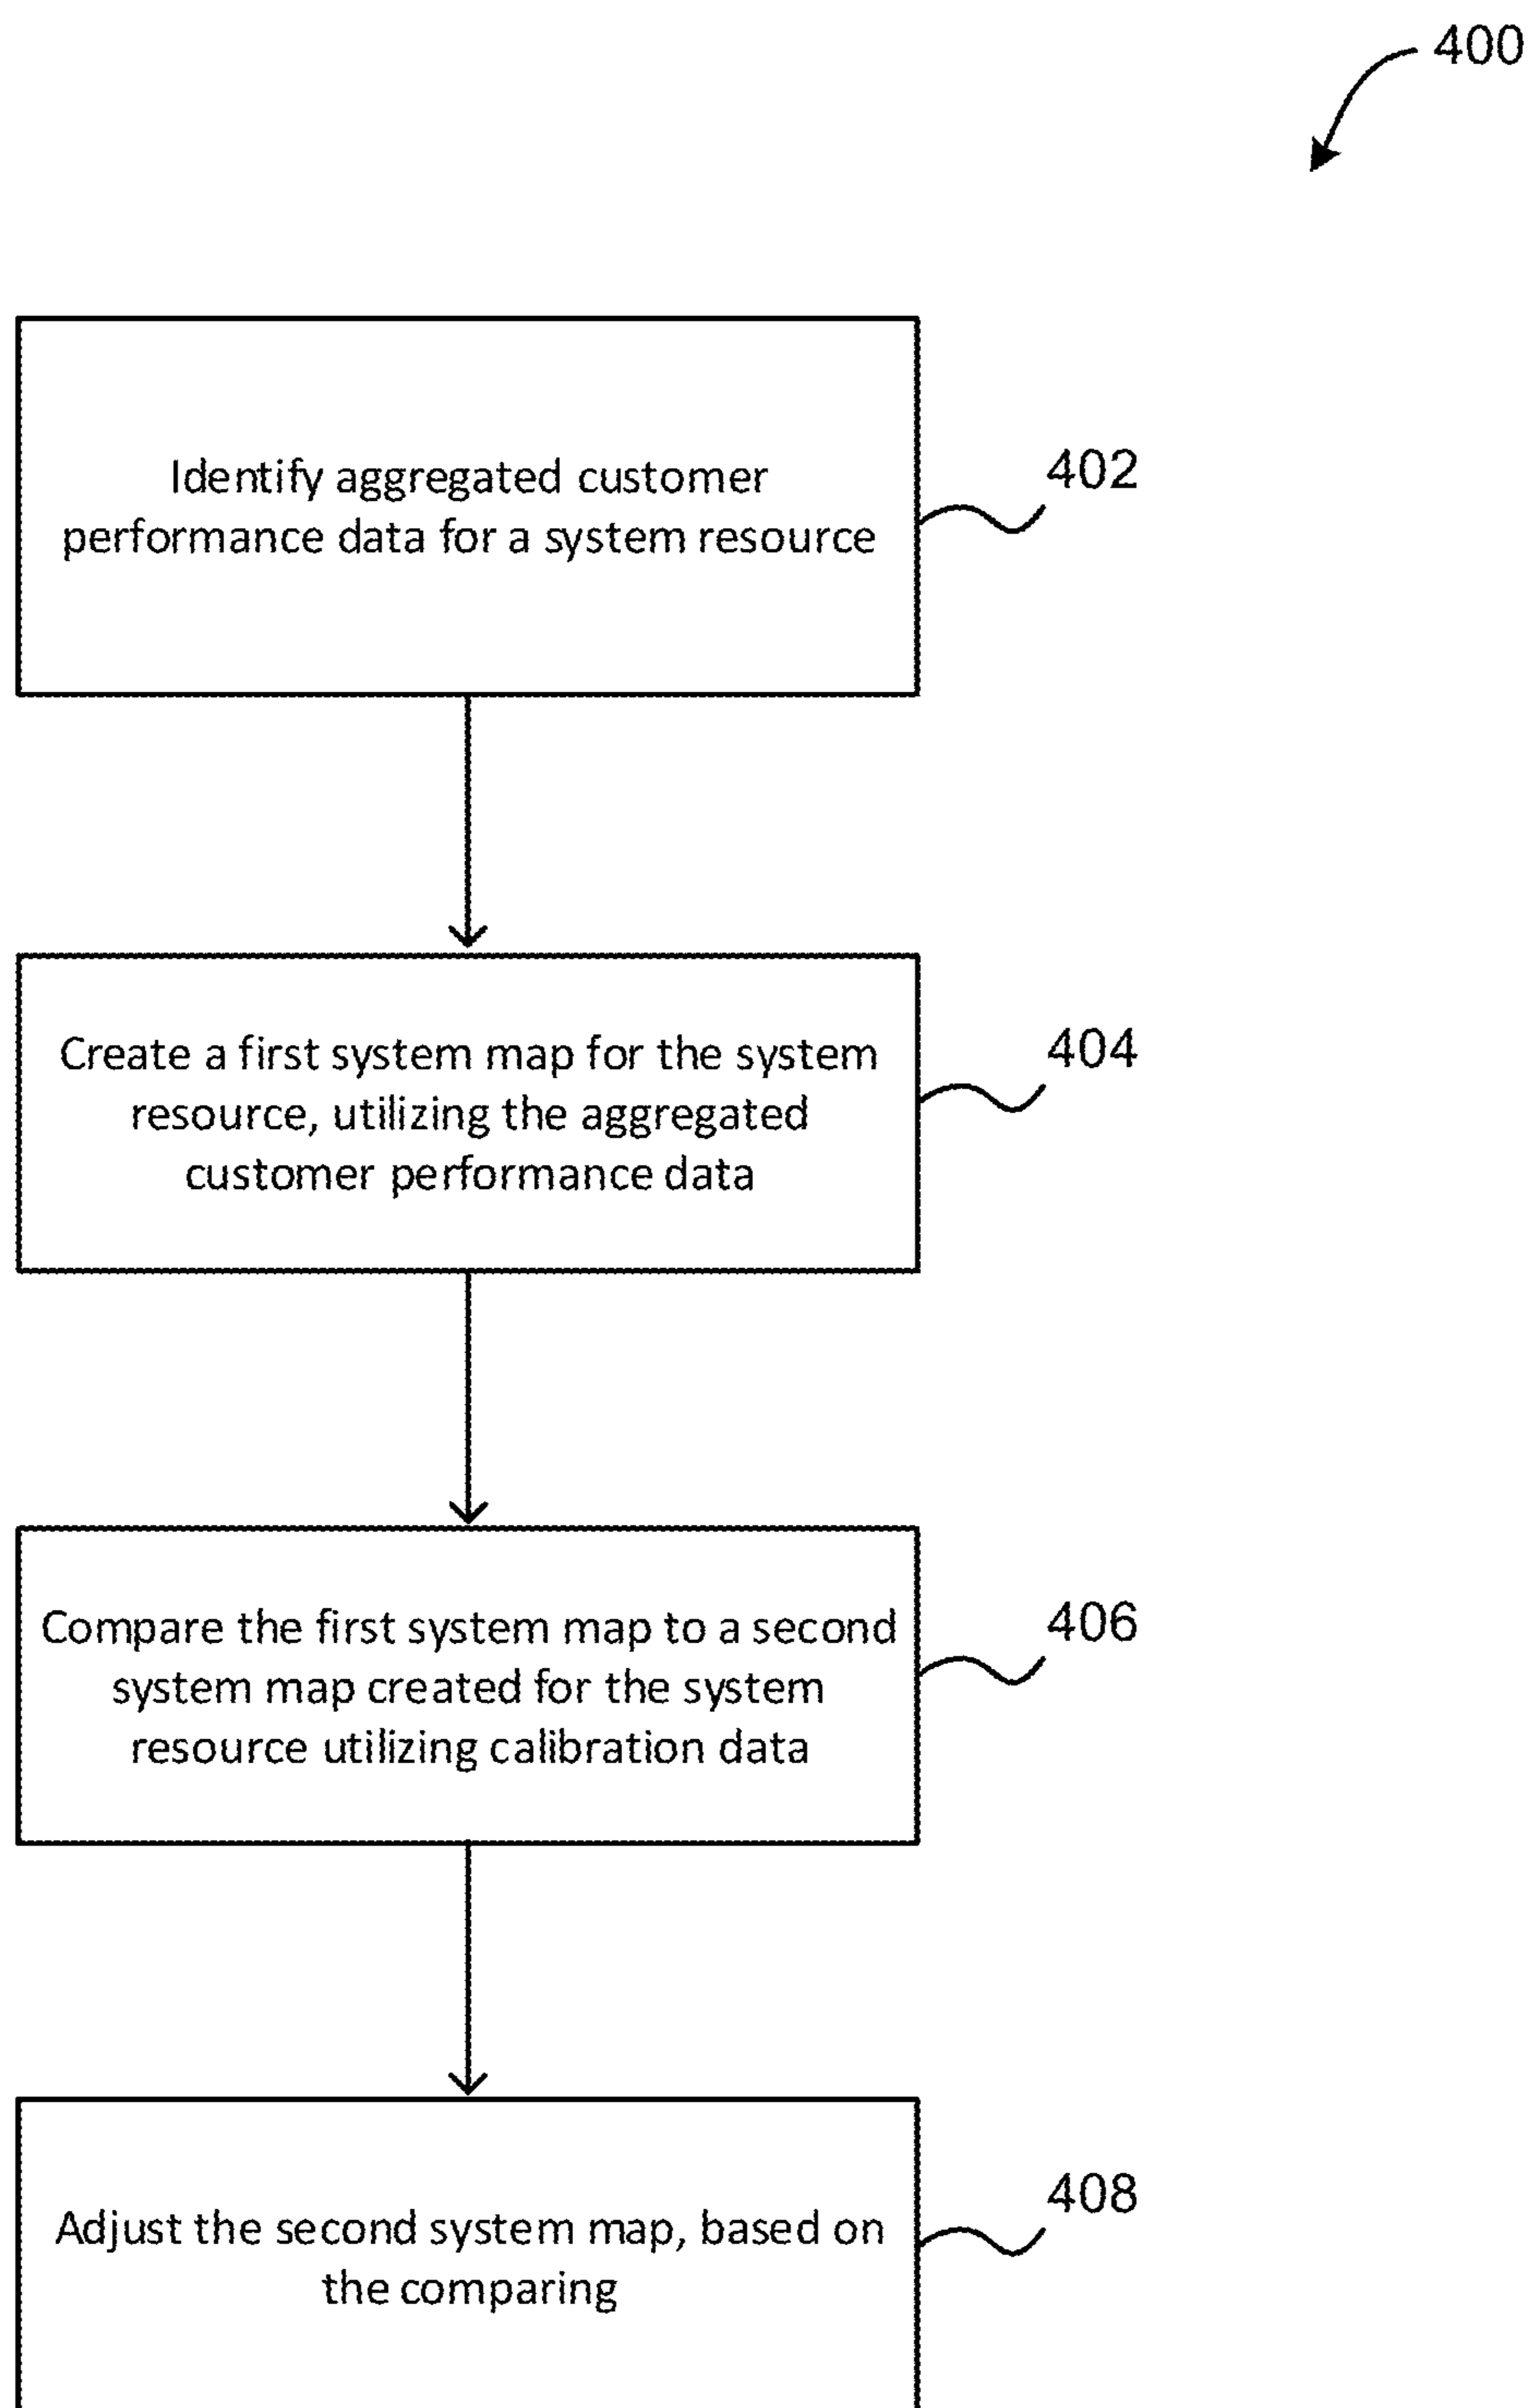 400
Identify aggregated customer
performance data for a system resource
402
Create a first system map for the system
resource, utilizing the aggregated
customer performance data
404
Compare the first system map to a second
system map created for the system
resource utilizing calibration data
406
Adjust the second system map, based on
the comparing
408